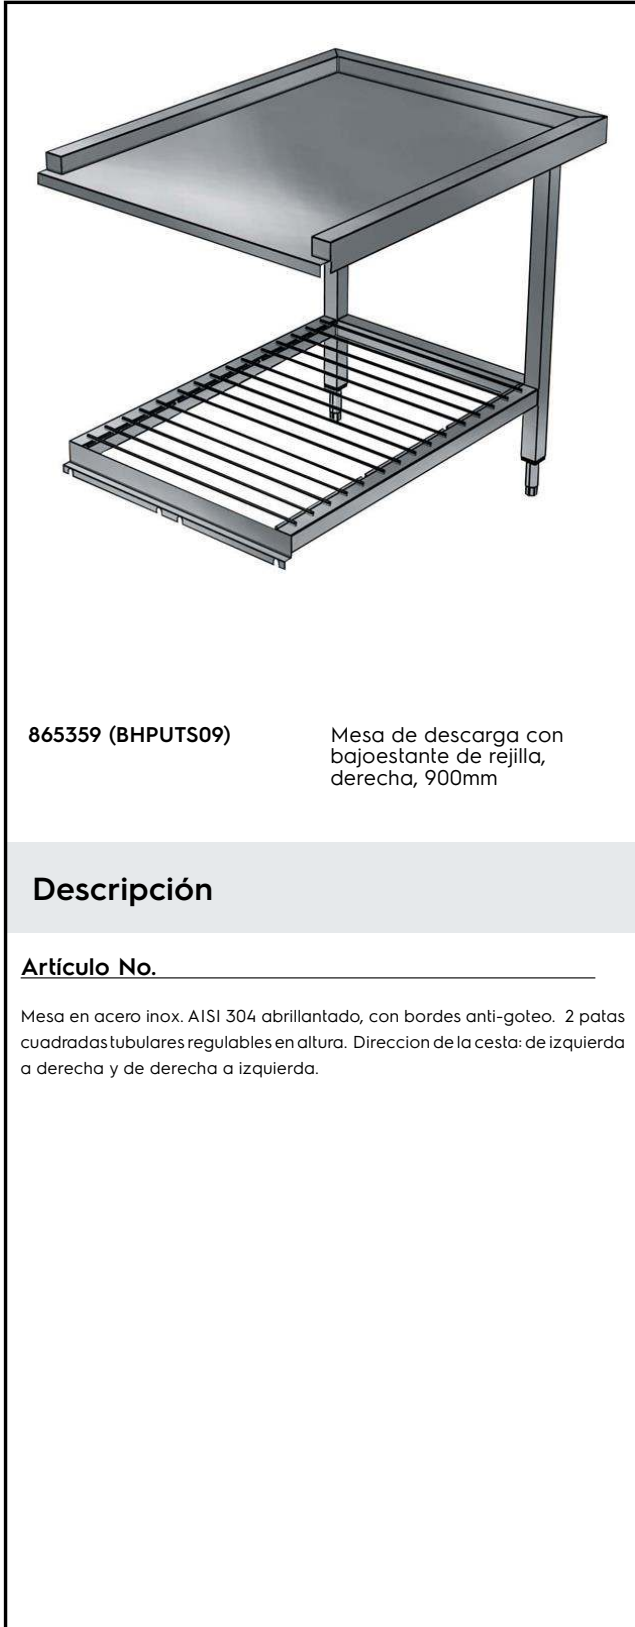 865359 (BHPUTS09)
Mesa de descarga con
bajoestante de rejilla,
derecha, 900mm
Descripción
Artículo No.
Mesa en acero inox. AISI 304 abrillantado, con bordes anti-goteo. 2 patas
cuadradas tubulares regulables en altura. Direccion de la cesta: de izquierda
a derecha y de derecha a izquierda.